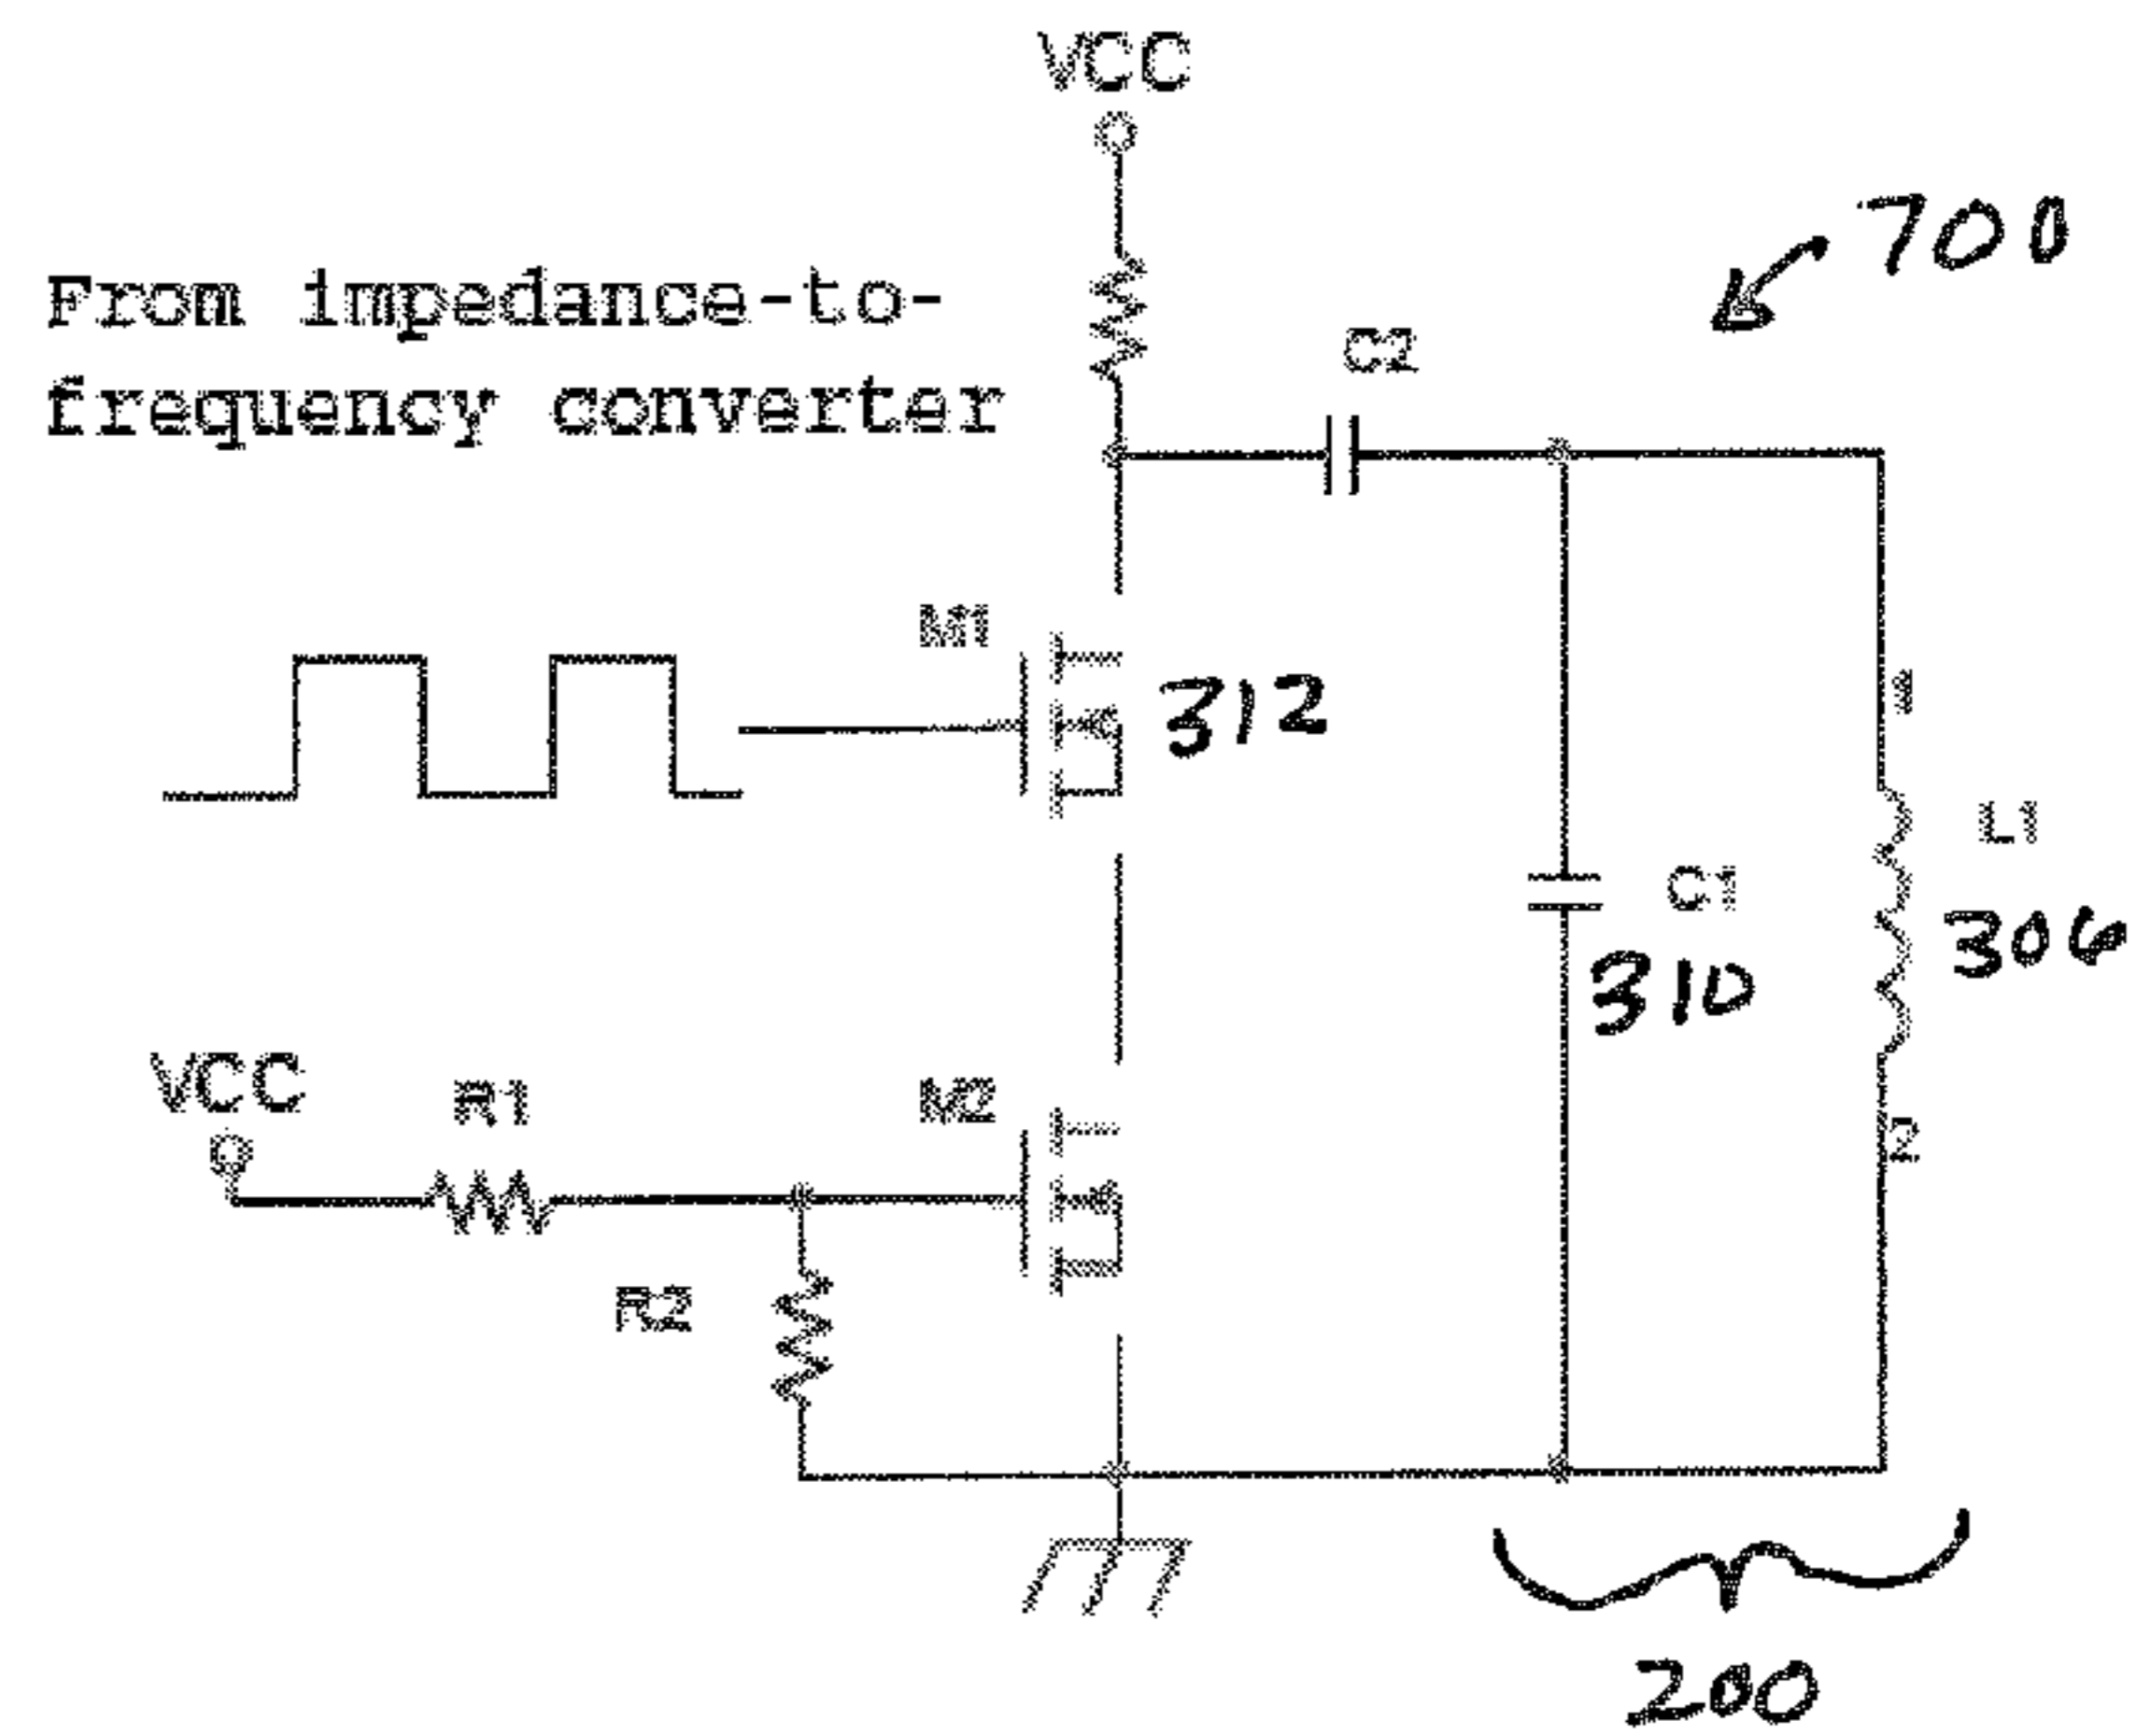 VCC
700
From impedance-to-
frequency converter
C2
M1
312
L1
C1
306
310
VCC
R1
M2
2
R2
200